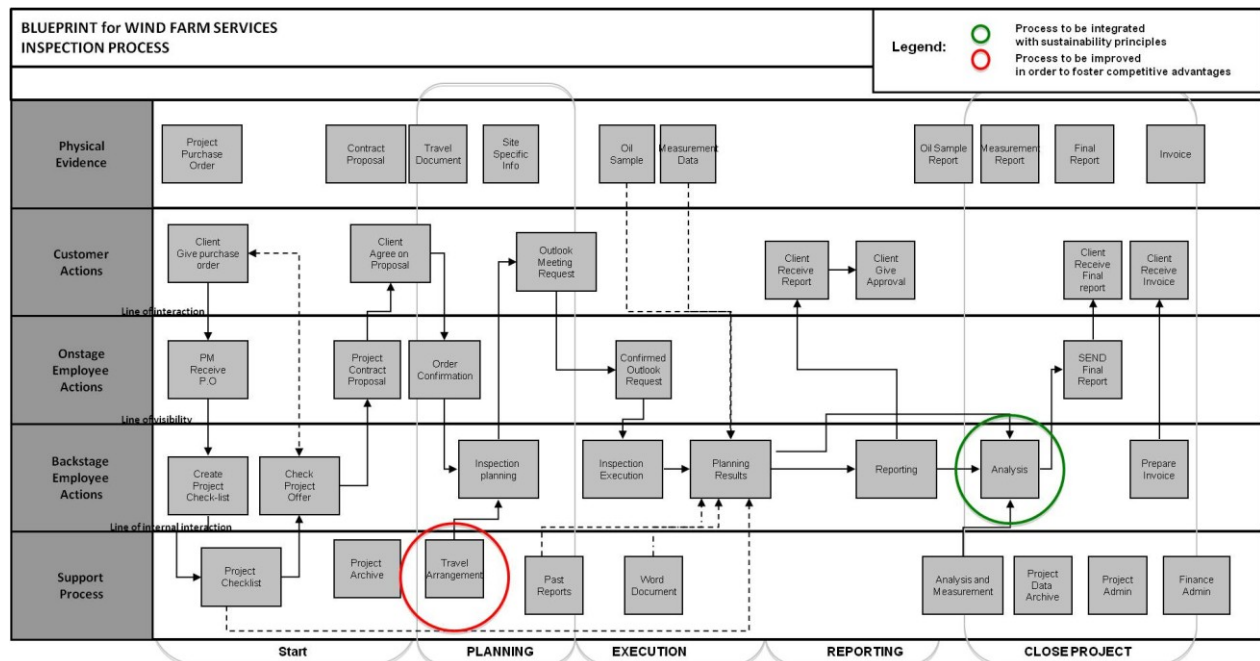 BLUEPRINT for WIND FARM SERVICES
INSPECTION PROCESS
Legend:
Process to be integrated
with sustainability principles
Process to be improved
in order to foster competitive advantages
Physical
Evidence
Project
Purchase
Order
Contract
Proposal
Travel
Document
Site
Specific
Info
Oil
Sample
Measurement
Data
Oil Sample
Report
Measurement
Report
Final
Report
Invoice
Customer
Actions
Client
Give purchase
order
Client
Agree on
Proposal
Outlook
Meeting
Request
Client
Receive
Report
Client
Give
Approval
Client
Receive
Final
report
Client
Receive
Invoice
Line of interaction
Onstage
Employee
Actions
PM
Receive
P.O
Project
Contract
Proposal
Order
Confirmation
Confirmed
Outlook
Request
SEND
Final
Report
Line of visibility
Backstage
Employee
Actions
Create
Project
Check-list
Check
Project
Offer
Inspection
planning
Inspection
Execution
Planning
Results
Reporting
Analysis
Prepare
Invoice
Line of internal interaction
Support
Process
Project
Checklist
Project
Archive
Travel
Arrangement
Past
Reports
Word
Document
Analysis and
Measurement
Project
Data
Archive
Project
Admin
Finance
Admin
Start
PLANNING
EXECUTION
REPORTING
CLOSE PROJECT